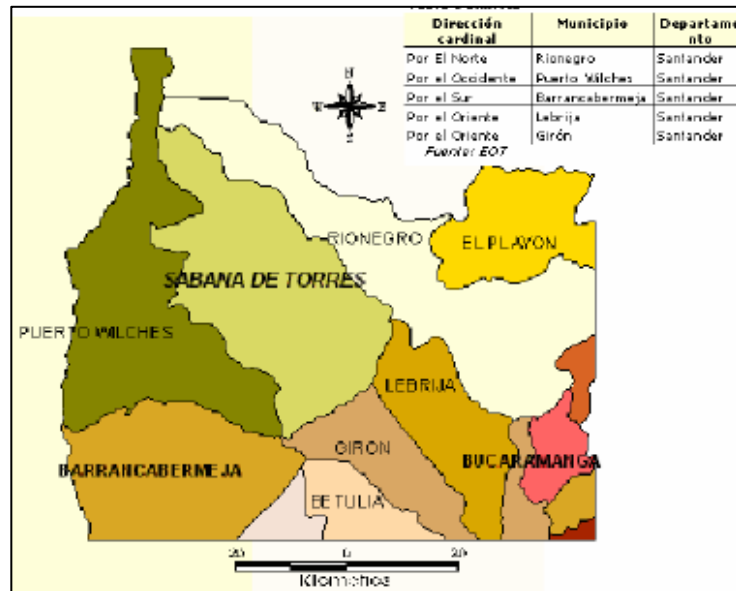 Dirección cardinal Municipio Departamento
Por El Norte Rionegro Santander
Por el Occidente Puerto Wilches Santander
Por el Sur Barrancabermeja Santander
Por el Oriente Lebrija Santander
Por el Oriente Girón Santander
Fuente: EOT
N
W E
S
RIONEGRO
EL PLAYON
SABANA DE TORRES
PUERTO WILCHES
LEBRIJA
GIRON
BUCARAMANGA
BARRANCABERMEJA
BETULIA
20 0 20
Kilometros